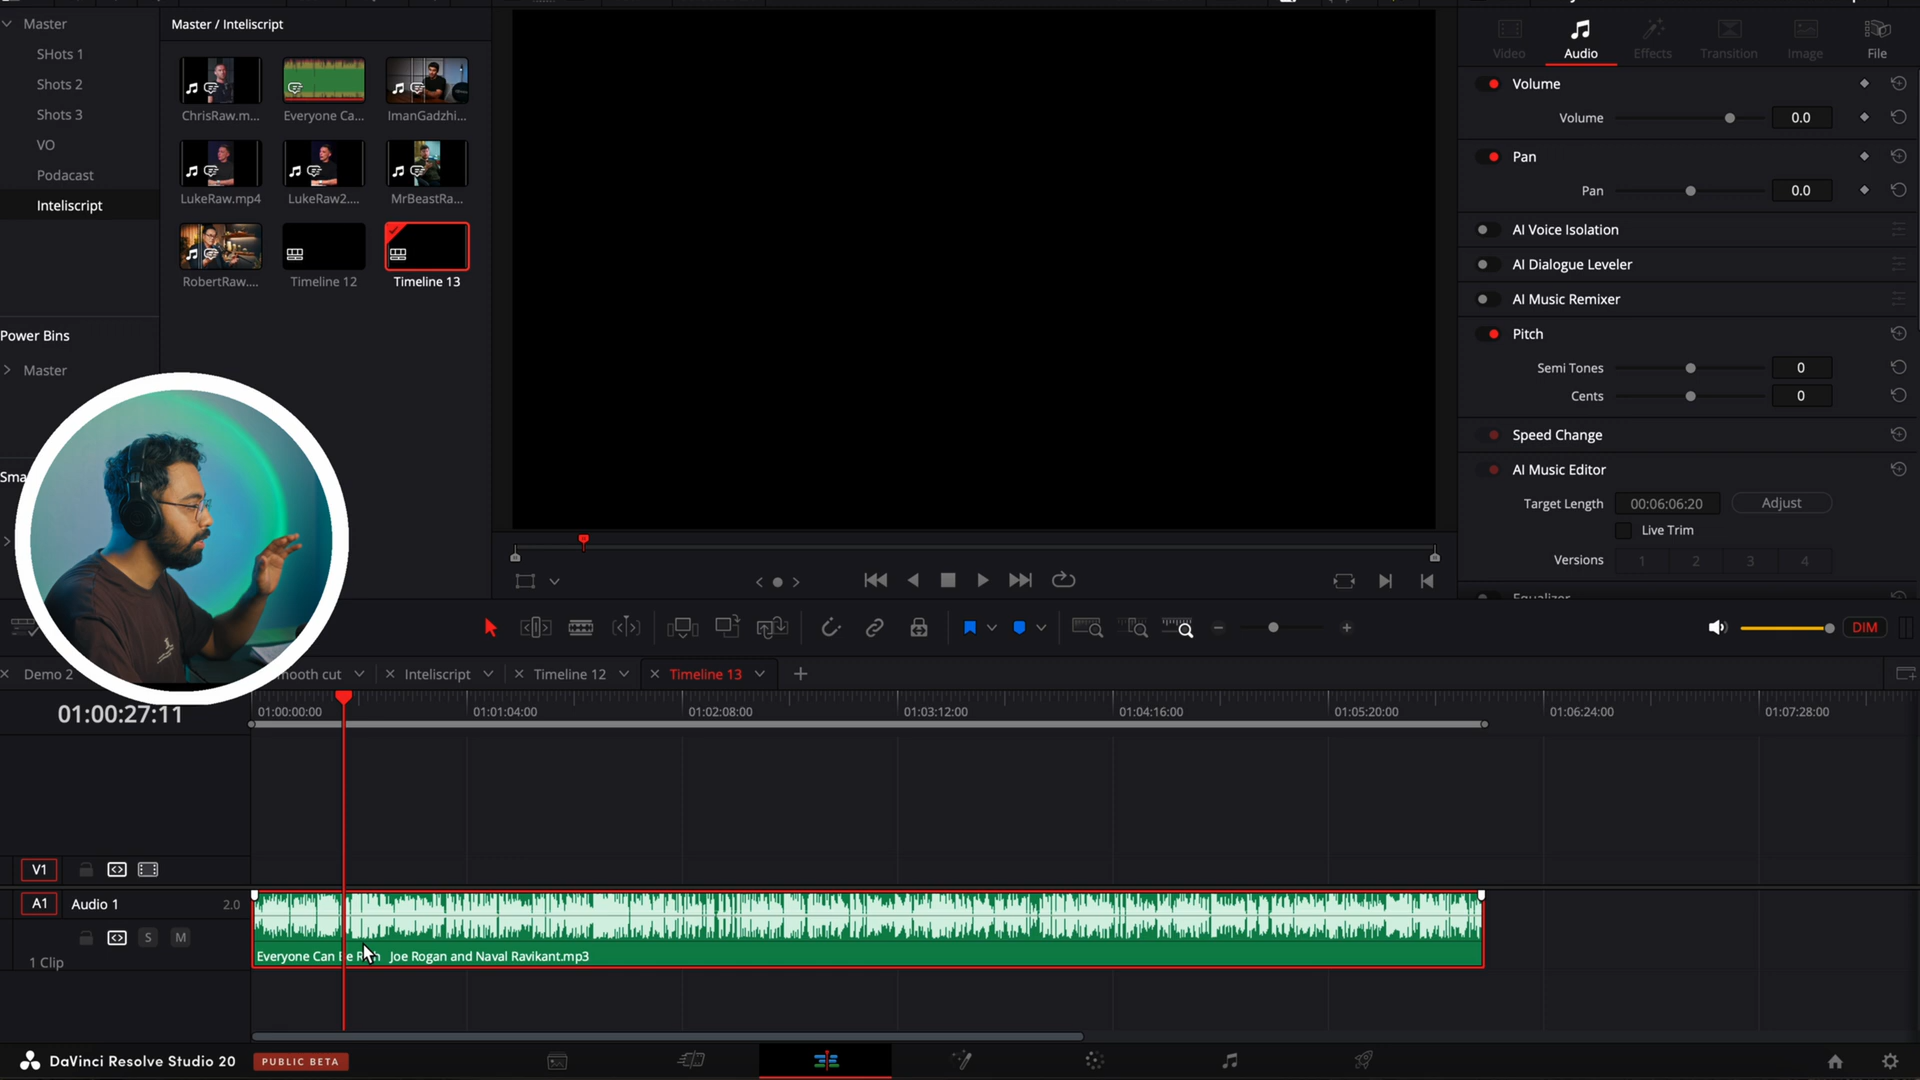 Master
Master / Inteliscript
SHots 1
Shots 2
Shots 3
VO
Podacast
Inteliscript
ChrisRaw.m...
Everyone Ca...
ImanGadzhi...
LukeRaw.mp4
LukeRaw2....
MrBeastRa...
RobertRaw....
Timeline 12
Timeline 13
Power Bins
Master
Sma
Video
Audio
Effects
Transition
Image
File
Volume
Volume
0.0
Pan
Pan
0.0
AI Voice Isolation
AI Dialogue Leveler
AI Music Remixer
Pitch
Semi Tones
0
Cents
0
Speed Change
AI Music Editor
Target Length
00:06:06:20
Adjust
Live Trim
Versions
1
2
3
4
Equalizer
DIM
Demo 2
mooth cut
Inteliscript
Timeline 12
Timeline 13
01:00:27:11
01:00:00:00
01:01:04:00
01:02:08:00
01:03:12:00
01:04:16:00
01:05:20:00
01:06:24:00
01:07:28:00
V1
A1
Audio 1
2.0
S
M
1 Clip
Everyone Can Joe Rogan and Naval Ravikant.mp3
DaVinci Resolve Studio 20
PUBLIC BETA